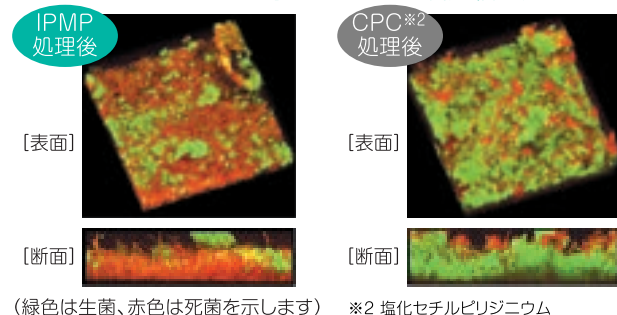 IPMP
処理後
CPC※2
処理後
[表面]
[表面]
[断面]
[断面]
（緑色は生菌、赤色は死菌を示します）
※2 塩化セチルピリジニウム